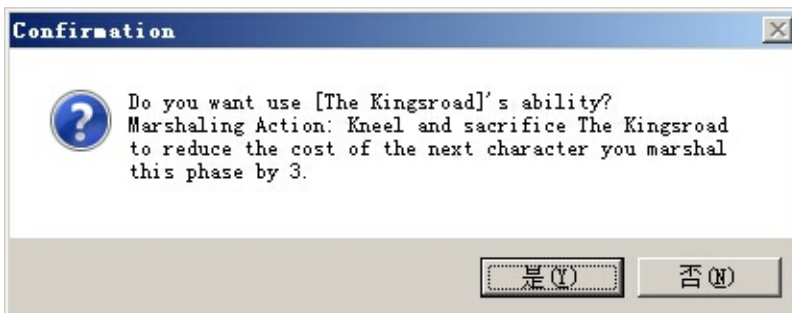 Confirmation
Do you want use [The Kingsroad]'s ability?
Marshaling Action: Kneel and sacrifice The Kingsroad
to reduce the cost of the next character you marshal
this phase by 3.
是(Y) 否(N)